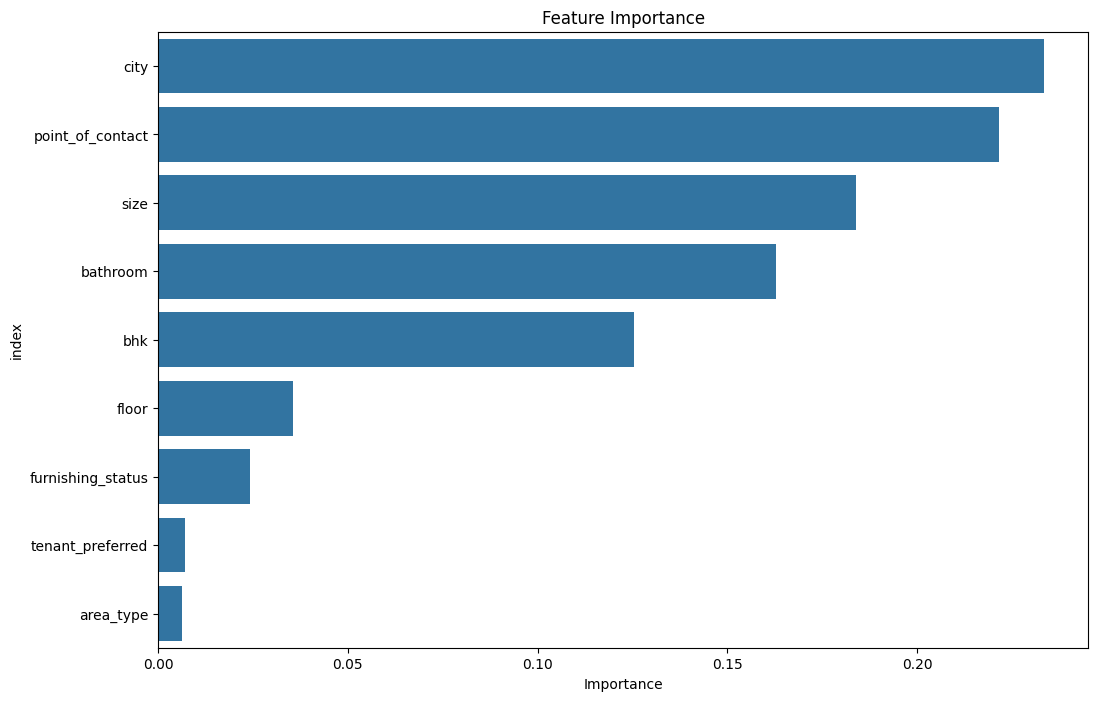 Feature Importance
city
point_of_contact
size
bathroom
bhk
floor
furnishing_status
tenant_preferred
area_type
index
0.00 0.05 0.10 0.15 0.20
Importance